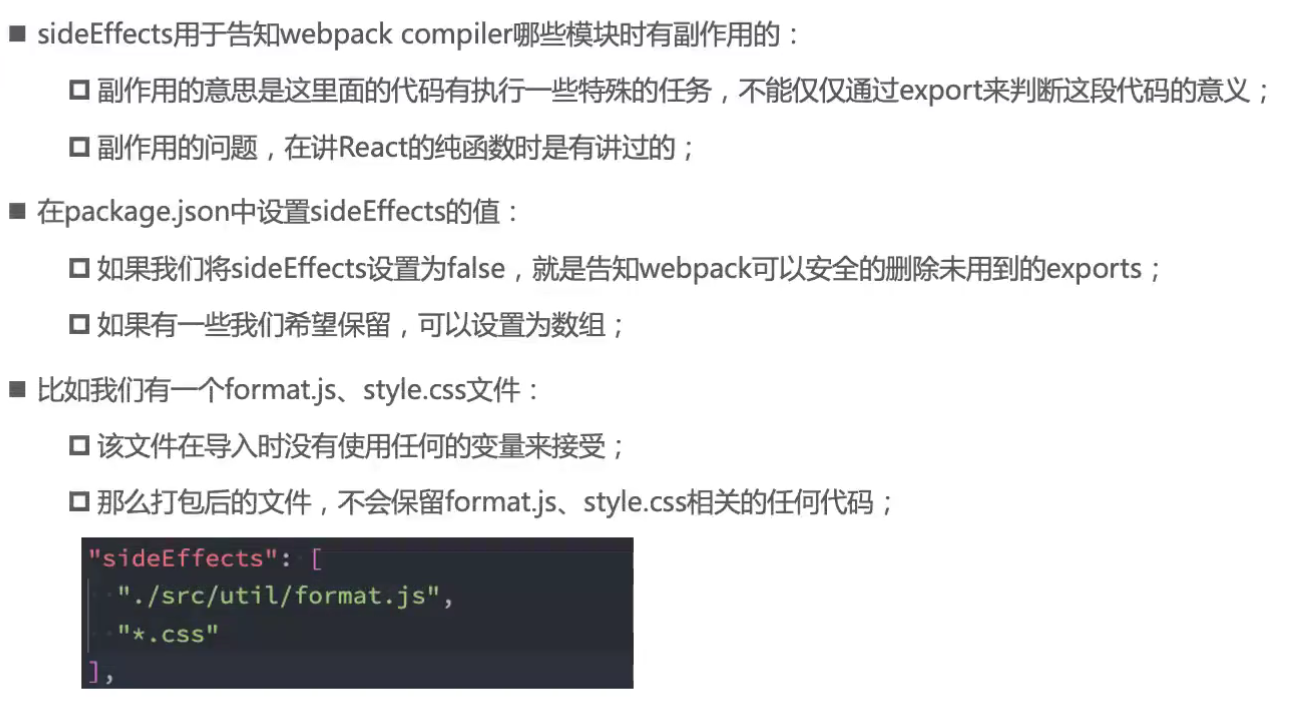 ■ sideEffects用于告知webpack compiler哪些模块时有副作用的：
副作用的意思是这里面的代码有执行一些特殊的任务，不能仅仅通过export来判断这段代码的意义；
副作用的问题，在讲React的纯函数时是有讲过的；
■ 在package.json中设置sideEffects的值：
如果我们将sideEffects设置为false，就是告知webpack可以安全的删除未用到的exports；
如果有一些我们希望保留，可以设置为数组；
■ 比如我们有一个format.js、style.css文件：
该文件在导入时没有使用任何的变量来接受；
那么打包后的文件，不会保留format.js、style.css相关的任何代码；
"sideEffects": [
"./src/util/format.js",
"*.css"
],